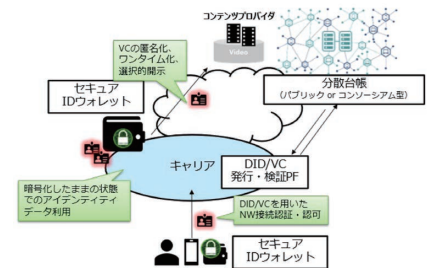 コンテンツプロバイダ
Video
VCの匿名化、
ワンタイム化、
選択的開示
セキュア
IDウォレット
分散台帳
(パブリック or コンソーシアム型)
キャリア
DID/VC
発行・検証PF
暗号化したままの状態
でのアイデンティティ
データ利用
DID/VCを用いた
NW接続認証・認可
セキュア
IDウォレット